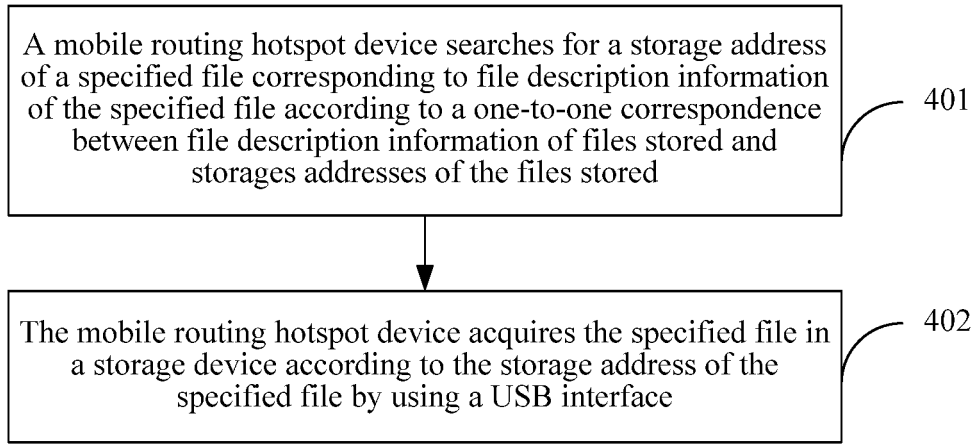 A mobile routing hotspot device searches for a storage address
of a specified file corresponding to file description information
of the specified file according to a one-to-one correspondence
between file description information of files stored and
storages addresses of the files stored
401
The mobile routing hotspot device acquires the specified file in
a storage device according to the storage address of the
specified file by using a USB interface
402